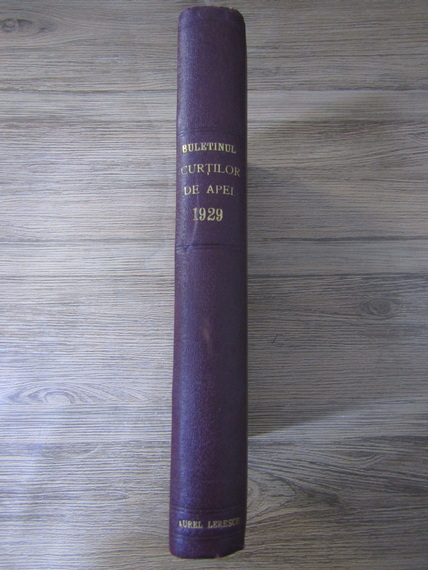 BULETINUL
CURȚILOR
DE APEL
1929
AUREL LERESCU